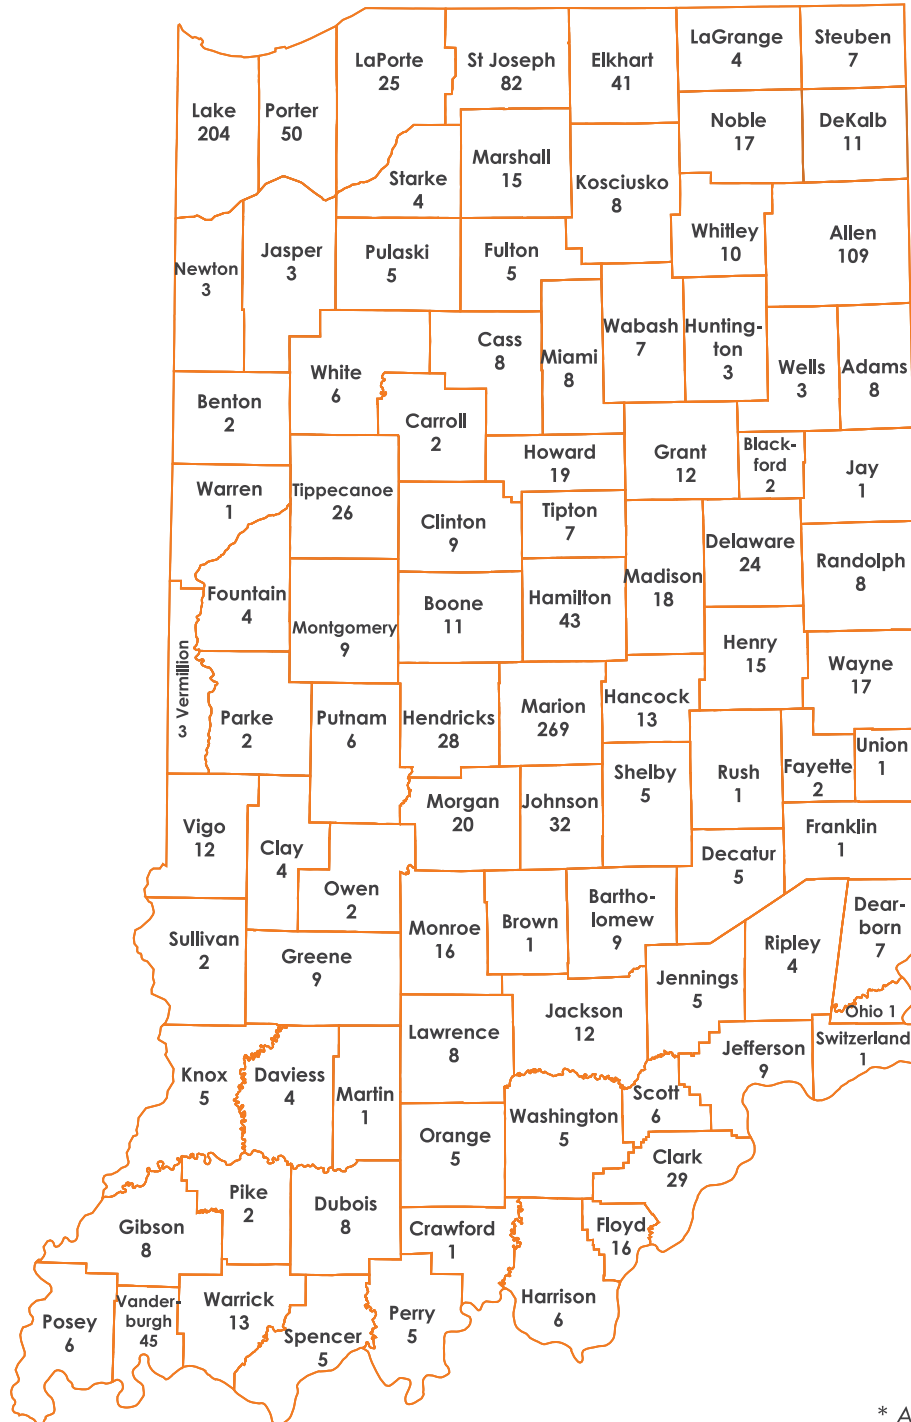 LaGrange
4
Steuben
7
LaPorte
25
St Joseph
82
Elkhart
41
Lake
204
Porter
50
Noble
17
DeKalb
11
Marshall
15
Starke
4
Kosciusko
8
Whitley
10
Allen
109
Newton
3
Jasper
3
Pulaski
5
Fulton
5
Cass
8
Miami
8
Wabash
7
Hunting-
ton
3
Wells
3
Adams
8
White
6
Benton
2
Carroll
2
Howard
19
Grant
12
Black-
ford
2
Jay
1
Warren
1
Tippecanoe
26
Clinton
9
Tipton
7
Delaware
24
Randolph
8
Fountain
4
Montgomery
9
Boone
11
Hamilton
43
Madison
18
Henry
15
Wayne
17
3 Vermillion
Parke
2
Putnam
6
Hendricks
28
Marion
269
Hancock
13
Shelby
5
Rush
1
Fayette
2
Union
1
Vigo
12
Clay
4
Morgan
20
Johnson
32
Franklin
1
Decatur
5
Owen
2
Monroe
16
Brown
1
Bartho-
lomew
9
Dear-
born
7
Sullivan
2
Greene
9
Ripley
4
Jennings
5
Jackson
12
Ohio 1
Lawrence
8
Jefferson
9
Switzerland
1
Knox
5
Daviess
4
Martin
1
Scott
6
Orange
5
Washington
5
Clark
29
Gibson
8
Pike
2
Dubois
8
Crawford
1
Floyd
16
Harrison
6
Posey
6
Vander-
burgh
45
Warrick
13
Spencer
5
Perry
5
* A